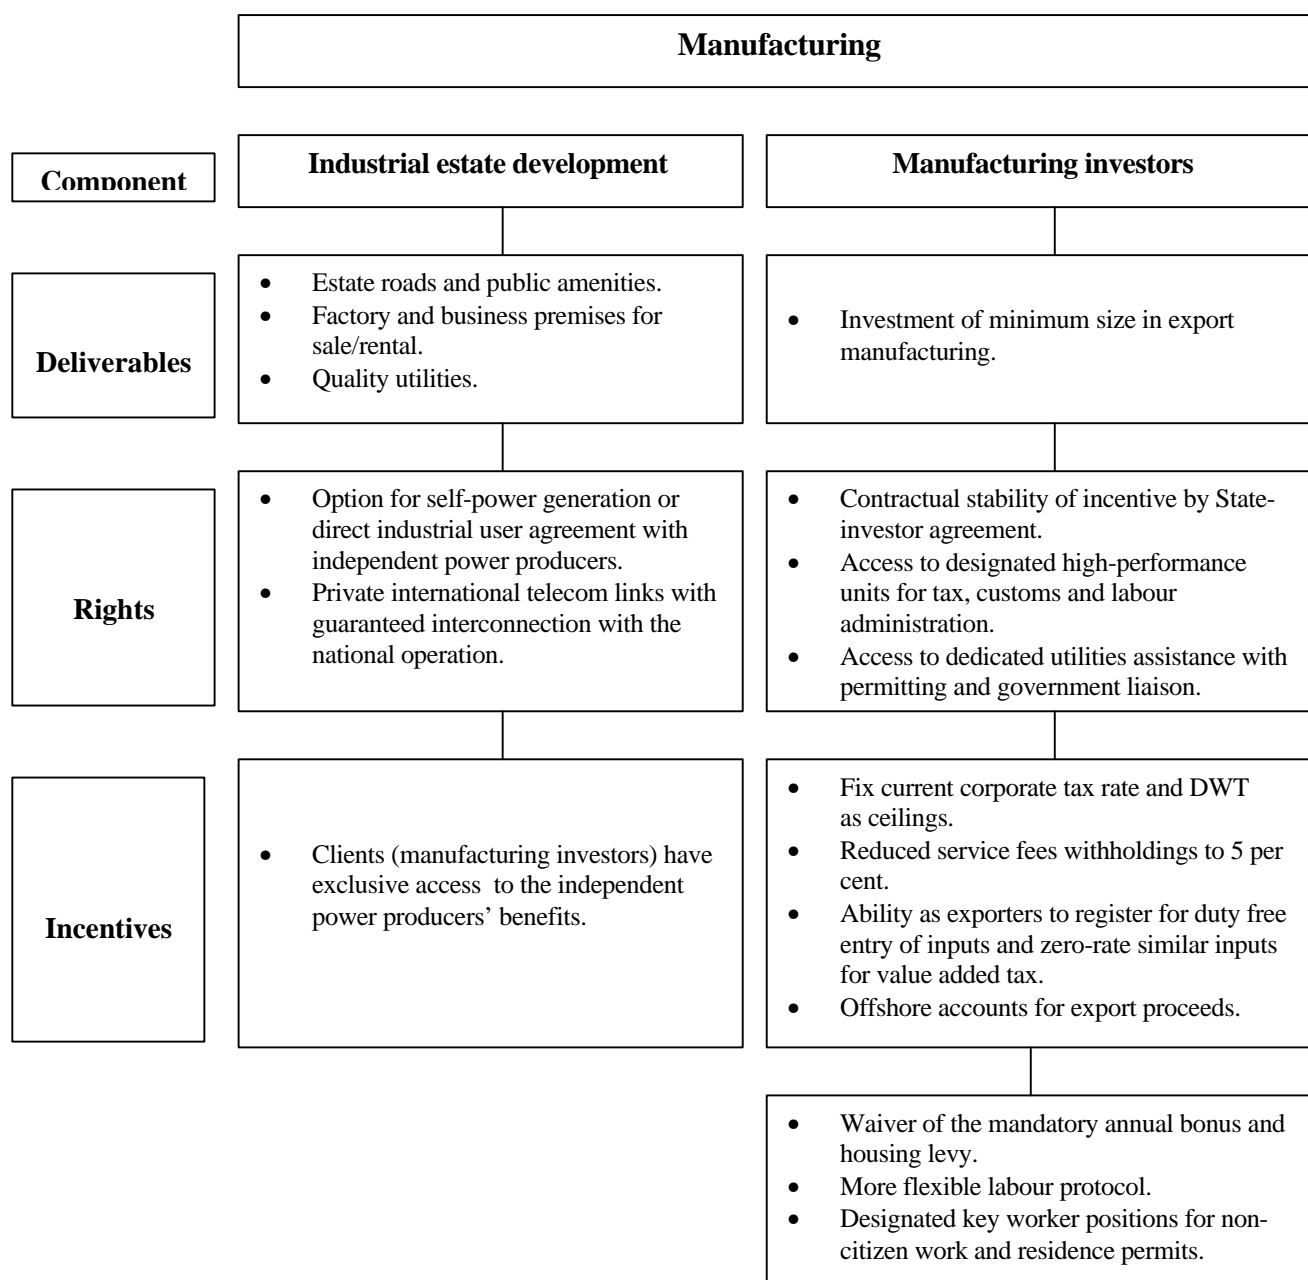 Manufacturing
Component
Industrial estate development
Manufacturing investors
Deliverables
• Estate roads and public amenities.
• Factory and business premises for
sale/rental.
• Quality utilities.
• Investment of minimum size in export
manufacturing.
Rights
• Option for self-power generation or
direct industrial user agreement with
independent power producers.
• Private international telecom links with
guaranteed interconnection with the
national operation.
• Contractual stability of incentive by State-
investor agreement.
• Access to designated high-performance
units for tax, customs and labour
administration.
• Access to dedicated utilities assistance with
permitting and government liaison.
Incentives
• Clients (manufacturing investors) have
exclusive access to the independent
power producers’ benefits.
• Fix current corporate tax rate and DWT
as ceilings.
• Reduced service fees withholdings to 5 per
cent.
• Ability as exporters to register for duty free
entry of inputs and zero-rate similar inputs
for value added tax.
• Offshore accounts for export proceeds.
• Waiver of the mandatory annual bonus and
housing levy.
• More flexible labour protocol.
• Designated key worker positions for non-
citizen work and residence permits.